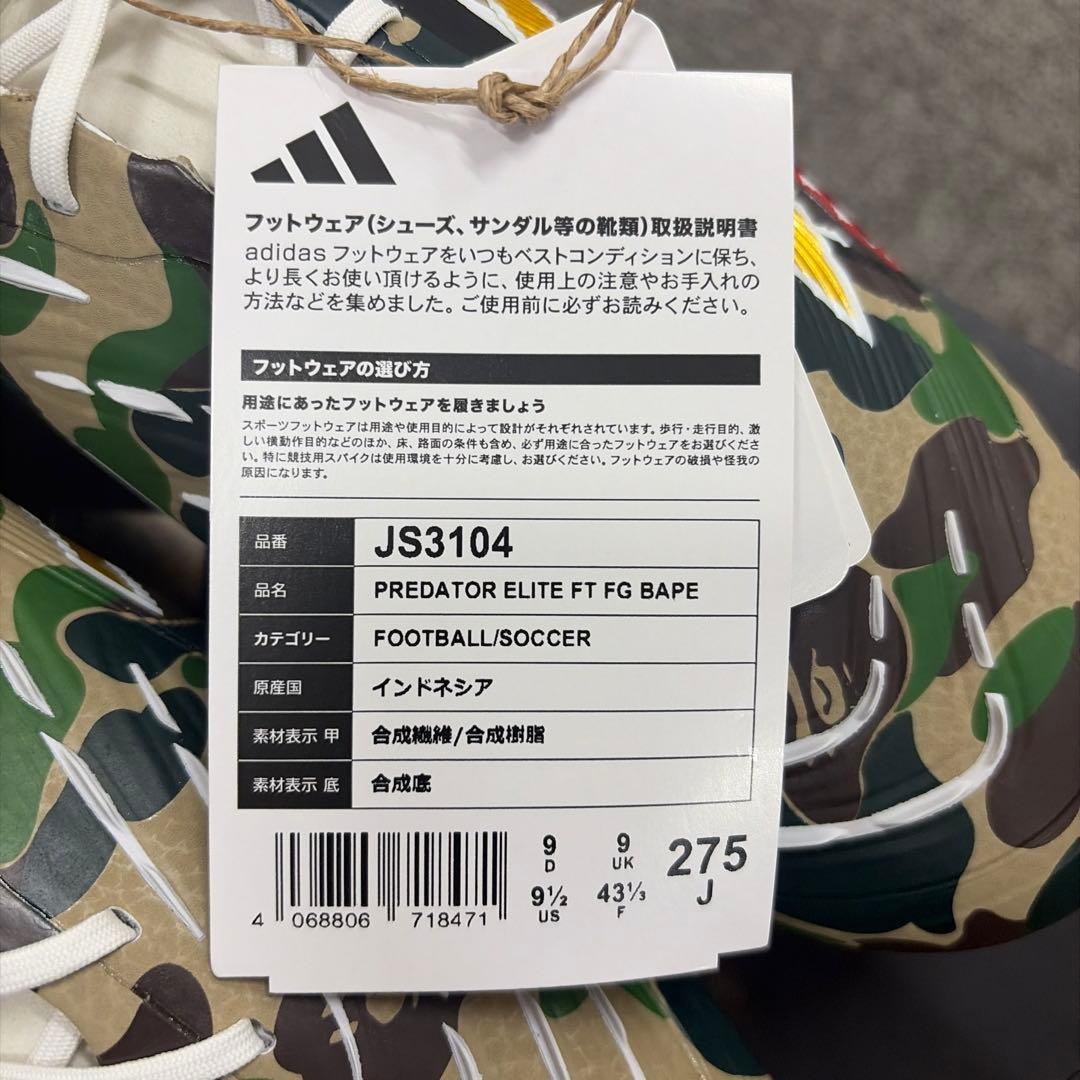 フットウェア(シューズ、サンダル等の靴類)取扱説明書
adidas フットウェアをいつもベストコンディションに保ち、
より長くお使い頂けるように、使用上の注意やお手入れの
方法などを集めました。ご使用前に必ずお読みください。
フットウェアの選び方
用途にあったフットウェアを履きましょう
スポーツフットウェアは用途や使用目的によって設計がそれぞれされています。歩行・走行目的、激
しい横動作目的などのほか、床、路面の条件も含め、必ず用途に合ったフットウェアをお選びくださ
い。特に競技用スパイクは使用環境を十分に考慮し、お選びください。フットウェアの破損や怪我の
原因になります。
品番 JS3104
品名 PREDATOR ELITE FT FG BAPE
カテゴリー FOOTBALL/SOCCER
原産国 インドネシア
素材表示 甲 合成繊維/合成樹脂
素材表示 底 合成底
4 068806 718471
9 D
9 UK
9½ US
43⅓ F
275 J